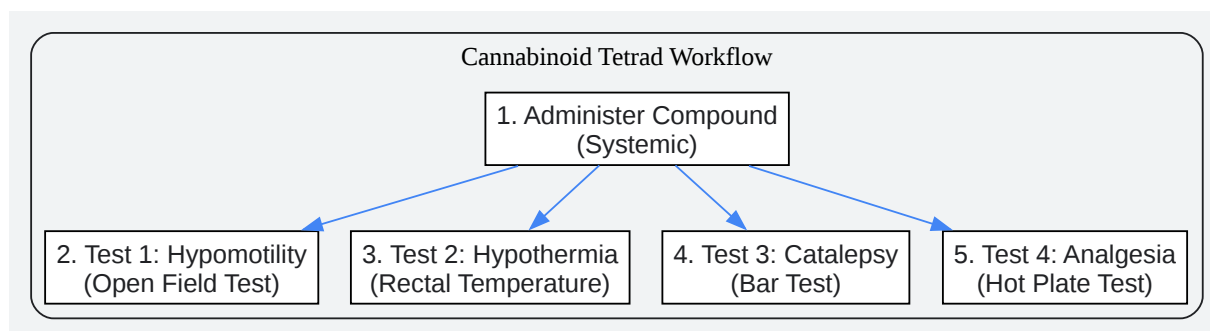 Cannabinoid Tetrad Workflow
1. Administer Compound
(Systemic)
2. Test 1: Hypomotility
(Open Field Test)
3. Test 2: Hypothermia
(Rectal Temperature)
4. Test 3: Catalepsy
(Bar Test)
5. Test 4: Analgesia
(Hot Plate Test)